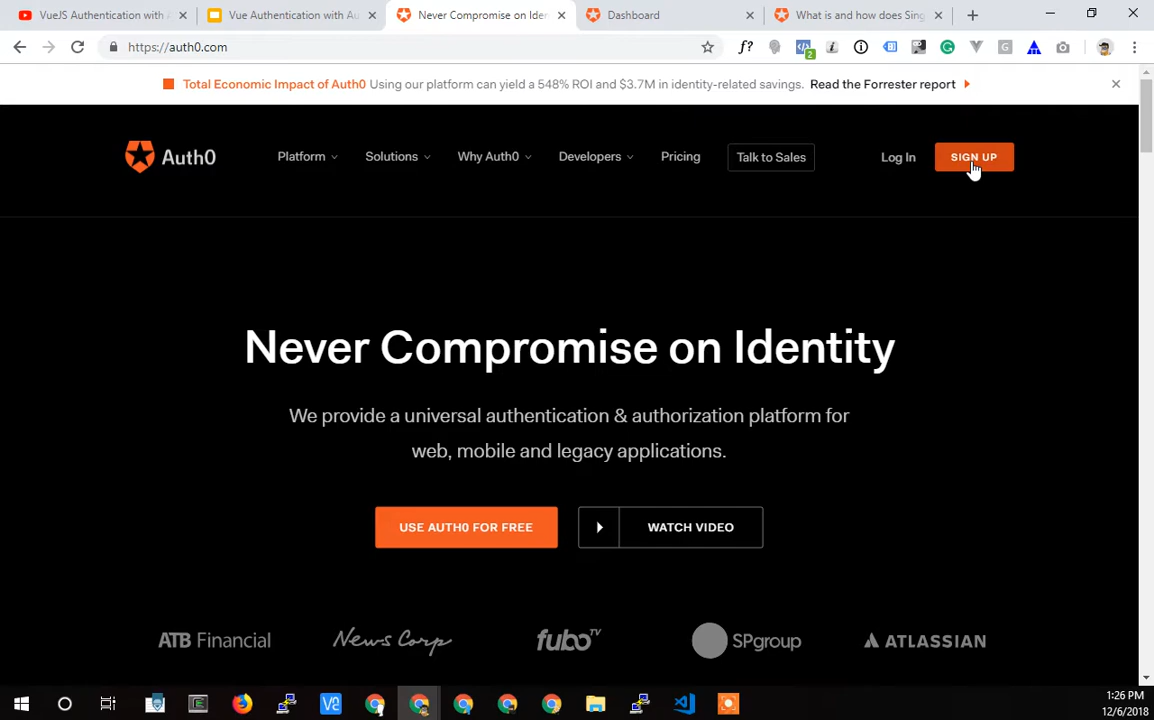 VueJS Authentication with A
Vue Authentication with Au
Never Compromise on Iden
Dashboard
What is and how does Sing
https://auth0.com
f?
2
G
Total Economic Impact of Auth0 Using our platform can yield a 548% ROI and $3.7M in identity-related savings. Read the Forrester report
Auth0 Platform Solutions Why Auth0 Developers Pricing Talk to Sales Log In SIGN UP
Never Compromise on Identity
We provide a universal authentication & authorization platform for
web, mobile and legacy applications.
USE AUTH0 FOR FREE
WATCH VIDEO
ATB Financial News Corp fubo TV SPgroup ATLASSIAN
1:26 PM
12/6/2018